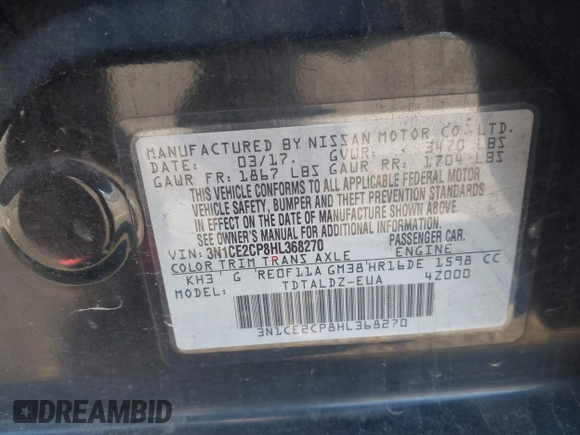 MANUFACTURED BY NISSAN MOTOR CO. LTD.
DATE: 03/17. GVWR: 3470 LBS
GAWR FR: 1867 LBS GAWR RR: 1704 LBS
THIS VEHICLE CONFORMS TO ALL APPLICABLE FEDERAL MOTOR
VEHICLE SAFETY, BUMPER AND THEFT PREVENTION STANDARDS
IN EFFECT ON THE DATE OF MANUFACTURE SHOWN ABOVE.
SEE OWNER'S MANUAL FOR ADDITIONAL INFORMATION.
VIN: 3N1CE2CP8HL368270 PASSENGER CAR.
COLOR TRIM TRANS AXLE ENGINE
KH3 G RE0F11A GM38 HR16DE 1598 CC
MODEL: TDTALDZ-EUA 4Z000
3N1CE2CP8HL368270
DREAMBID